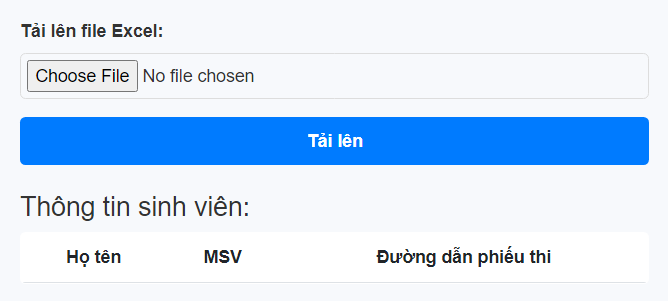 Tải lên file Excel:
Choose File No file chosen
Tải lên
Thông tin sinh viên:
Họ tên MSV Đường dẫn phiếu thi